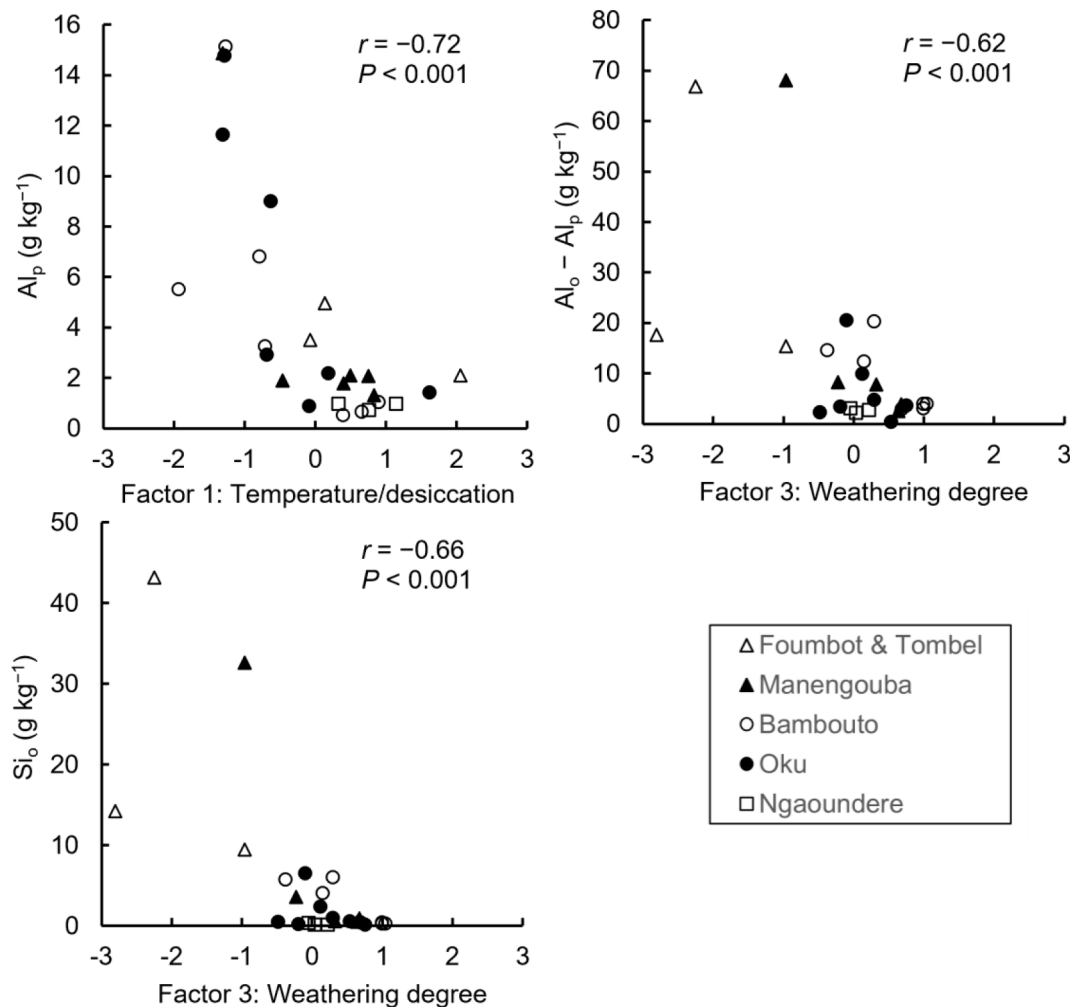 16
14
12
10
8
6
4
2
0
-3
-2
-1
0
1
2
3
Al_p (g kg⁻¹)
Factor 1: Temperature/desiccation
r = −0.72
P < 0.001
80
70
60
50
40
30
20
10
0
-3
-2
-1
0
1
2
3
Al_o − Al_p (g kg⁻¹)
Factor 3: Weathering degree
r = −0.62
P < 0.001
50
40
30
20
10
0
-3
-2
-1
0
1
2
3
Si_o (g kg⁻¹)
Factor 3: Weathering degree
r = −0.66
P < 0.001
Foumbot & Tombel
Manengouba
Bambouto
Oku
Ngaoundere